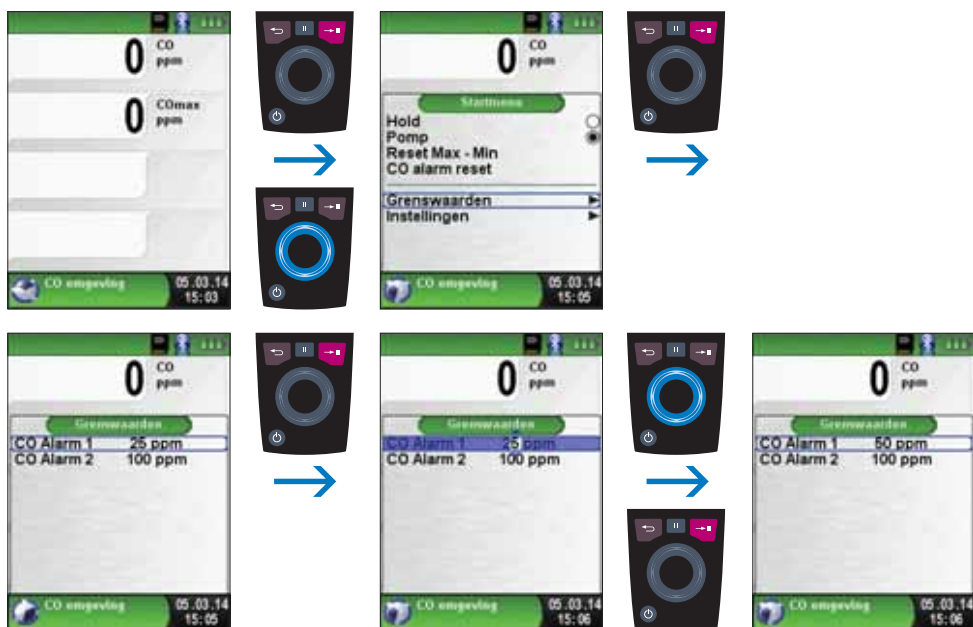 0 CO
ppm
0 COmax
ppm
CO omgeving
05.03.14
15:03
0 CO
ppm
Startmenu
Hold
Pomp
Reset Max - Min
CO alarm reset
Grenswaarden
Instellingen
CO omgeving
05.03.14
15:05
0 CO
ppm
Grenswaarden
CO Alarm 1 25 ppm
CO Alarm 2 100 ppm
CO omgeving
05.03.14
15:05
0 CO
ppm
Grenswaarden
CO Alarm 1 25 ppm
CO Alarm 2 100 ppm
CO omgeving
05.03.14
15:06
0 CO
ppm
Grenswaarden
CO Alarm 1 50 ppm
CO Alarm 2 100 ppm
CO omgeving
05.03.14
15:06